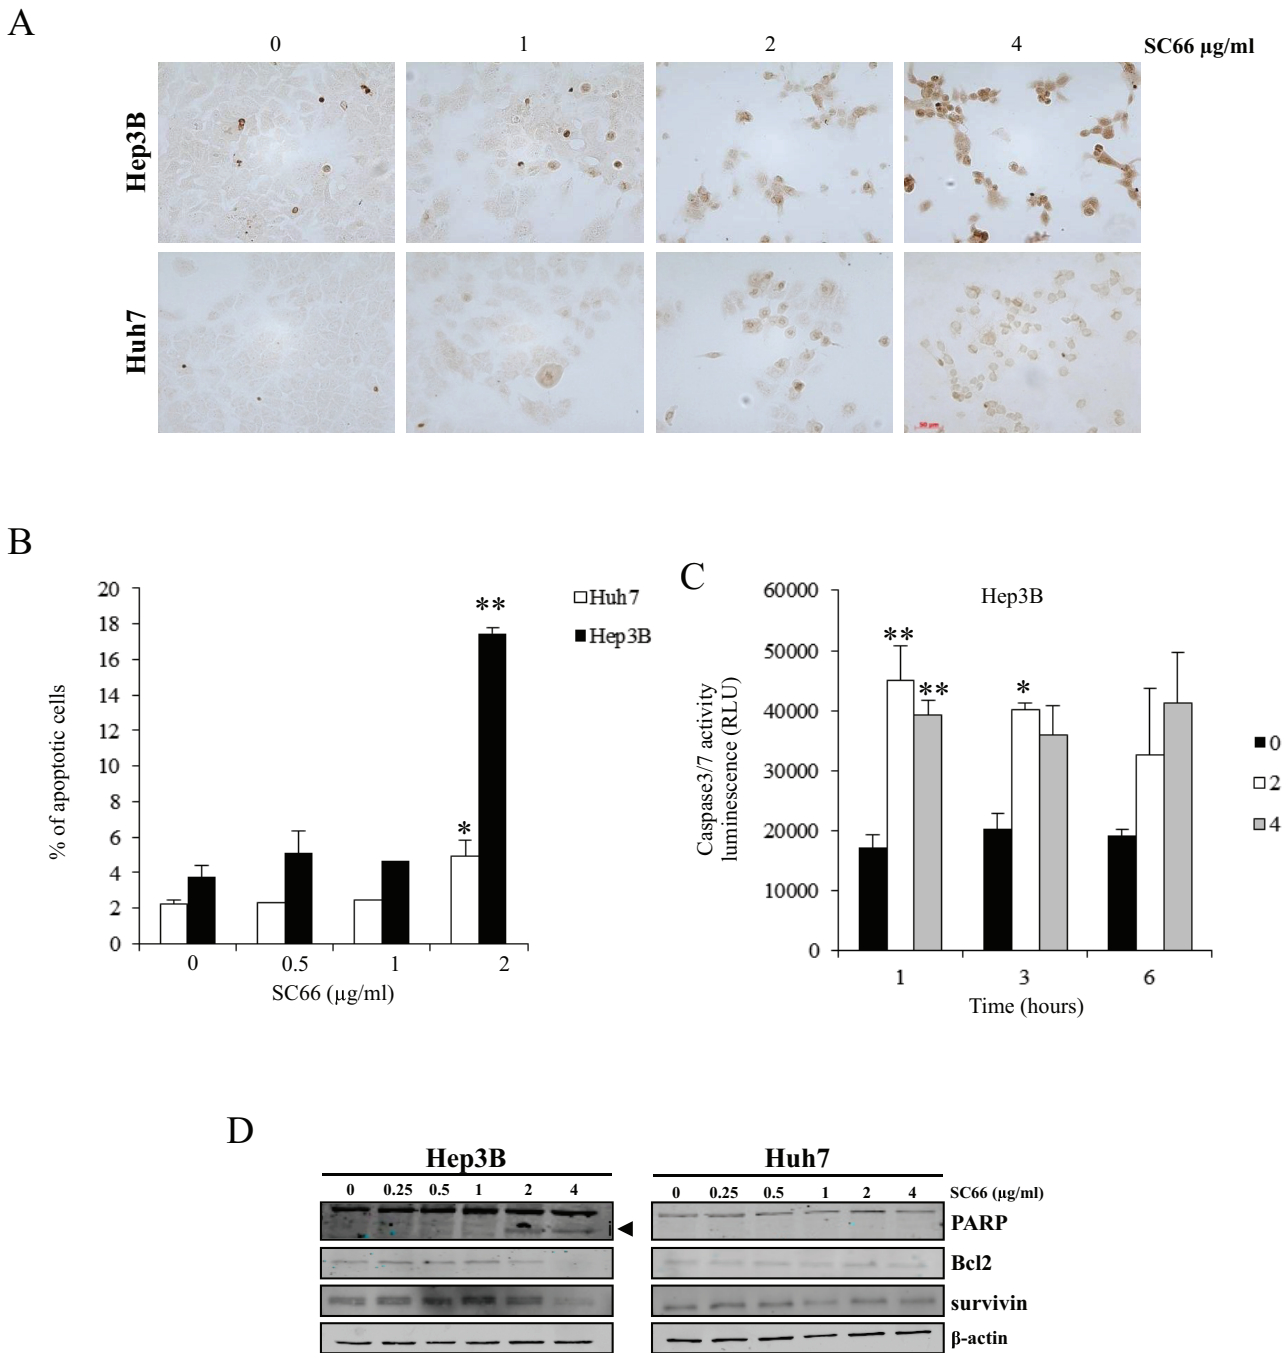 A
0 1 2 4 SC66 µg/ml
Hep3B
Huh7
50 µm
B
20
18
16
14
12
10
8
6
4
2
0
% of apoptotic cells
**
*
Huh7
Hep3B
0 0.5 1 2
SC66 (µg/ml)
C
Hep3B
60000
50000
40000
30000
20000
10000
0
Caspase3/7 activity
luminescence (RLU)
**
**
*
0
2
4
1 3 6
Time (hours)
D
Hep3B Huh7
0 0.25 0.5 1 2 4 0 0.25 0.5 1 2 4 SC66 (µg/ml)
PARP
Bcl2
survivin
β-actin